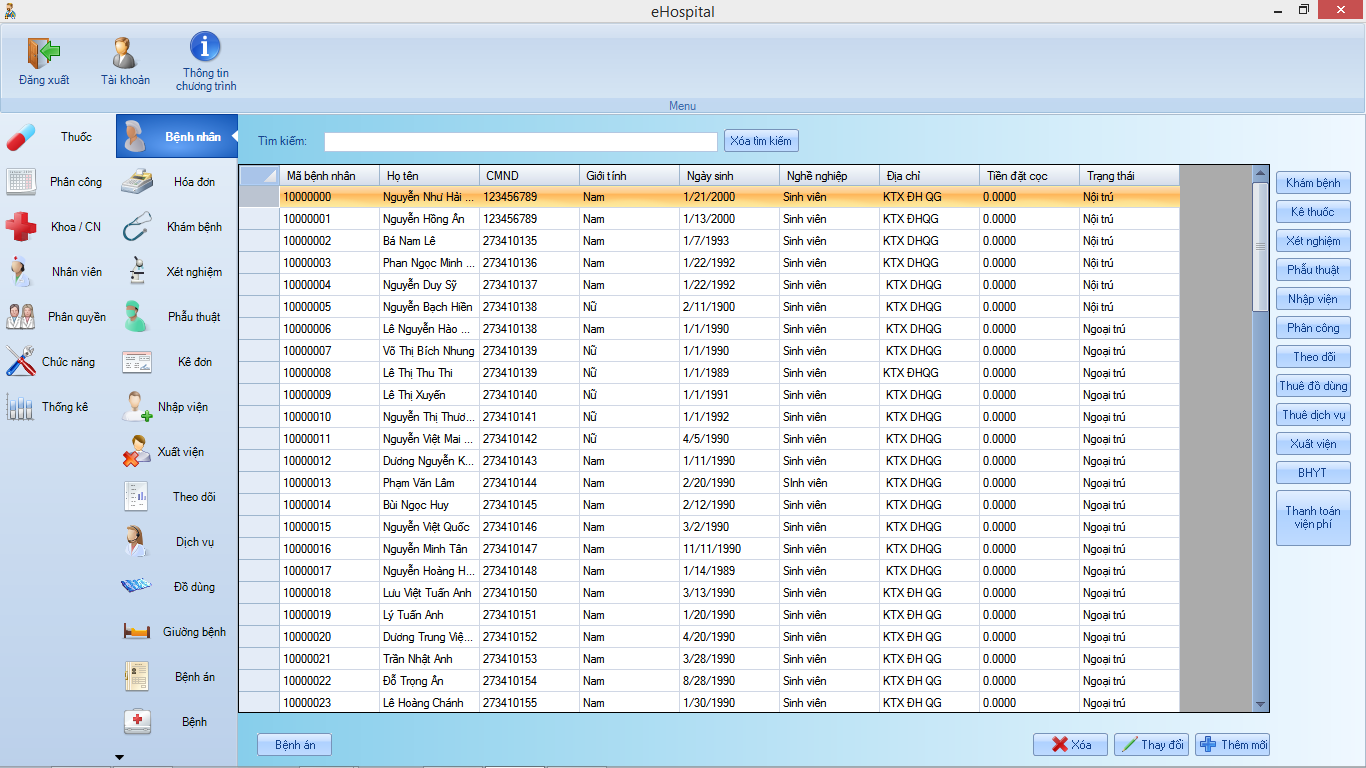 eHospital
Đăng xuất
Tài khoản
Thông tin
chương trình
Menu
Thuốc
Phân công
Khoa / CN
Nhân viên
Phân quyền
Chức năng
Thống kê
Bệnh nhân
Hóa đơn
Khám bệnh
Xét nghiệm
Phẫu thuật
Kê đơn
Nhập viện
Xuất viện
Theo dõi
Dịch vụ
Đồ dùng
Giường bệnh
Bệnh án
Bệnh
Tìm kiếm:
Xóa tìm kiếm
Mã bệnh nhân Họ tên CMND Giới tính Ngày sinh Nghề nghiệp Địa chỉ Tiền đặt cọc Trạng thái
10000000 Nguyễn Như Hải ... 123456789 Nam 1/21/2000 Sinh viên KTX ĐH QG 0.0000 Nội trú
10000001 Nguyễn Hồng Ân 123456789 Nam 1/13/2000 Sinh viên KTX ĐHQG 0.0000 Nội trú
10000002 Bá Nam Lê 273410135 Nam 1/7/1993 Sinh viên KTX DHQG 0.0000 Nội trú
10000003 Phan Ngọc Minh ... 273410136 Nam 1/22/1992 Sinh viên KTX DHQG 0.0000 Nội trú
10000004 Nguyễn Duy Sỹ 273410137 Nam 1/22/1992 Sinh viên KTX DHQG 0.0000 Nội trú
10000005 Nguyễn Bạch Hiền 273410138 Nữ 2/11/1900 Sinh viên KTX DHQG 0.0000 Nội trú
10000006 Lê Nguyễn Hào ... 273410138 Nam 1/1/1990 Sinh viên KTX DHQG 0.0000 Ngoại trú
10000007 Võ Thị Bích Nhung 273410139 Nữ 1/1/1990 Sinh viên KTX DHQG 0.0000 Ngoại trú
10000008 Lê Thị Thu Thi 273410139 Nữ 1/1/1989 Sinh viên KTX ĐHQG 0.0000 Ngoại trú
10000009 Lê Thị Xuyến 273410140 Nữ 1/1/1991 Sinh viên KTX DHQG 0.0000 Ngoại trú
10000010 Nguyễn Thị Thươ... 273410141 Nữ 1/1/1992 Sinh viên KTX DHQG 0.0000 Ngoại trú
10000011 Nguyễn Việt Mai ... 273410142 Nữ 4/5/1990 Sinh viên KTX DHQG 0.0000 Ngoại trú
10000012 Dương Nguyễn K... 273410143 Nam 1/11/1990 Sinh viên KTX DHQG 0.0000 Ngoại trú
10000013 Phạm Văn Lâm 273410144 Nam 2/20/1990 SInh viên KTX DHQG 0.0000 Ngoại trú
10000014 Bùi Ngọc Huy 273410145 Nam 2/12/1990 Sinh viên KTX DHQG 0.0000 Ngoại trú
10000015 Nguyễn Việt Quốc 273410146 Nam 3/2/1990 Sinh viên KTX DHQG 0.0000 Ngoại trú
10000016 Nguyễn Minh Tân 273410147 Nam 11/11/1990 Sinh viên KTX DHQG 0.0000 Ngoại trú
10000017 Nguyễn Hoàng H... 273410148 Nam 1/14/1989 Sinh viên KTX DHQG 0.0000 Ngoại trú
10000018 Lưu Việt Tuấn Anh 273410150 Nam 3/13/1990 Sinh viên KTX ĐH QG 0.0000 Ngoại trú
10000019 Lý Tuấn Anh 273410151 Nam 1/20/1990 Sinh viên KTX ĐH QG 0.0000 Ngoại trú
10000020 Dương Trung Việ... 273410152 Nam 4/20/1990 Sinh viên KTX ĐH QG 0.0000 Ngoại trú
10000021 Trần Nhật Anh 273410153 Nam 3/28/1990 Sinh viên KTX ĐH QG 0.0000 Ngoại trú
10000022 Đỗ Trọng Ân 273410154 Nam 8/28/1990 Sinh viên KTX ĐH QG 0.0000 Ngoại trú
10000023 Lê Hoàng Chánh 273410155 Nam 1/30/1990 Sinh viên KTX ĐH QG 0.0000 Ngoại trú
Khám bệnh
Kê thuốc
Xét nghiệm
Phẫu thuật
Nhập viện
Phân công
Theo dõi
Thuê đồ dùng
Thuê dịch vụ
Xuất viện
BHYT
Thanh toán
viện phí
Bệnh án
Xóa
Thay đổi
Thêm mới